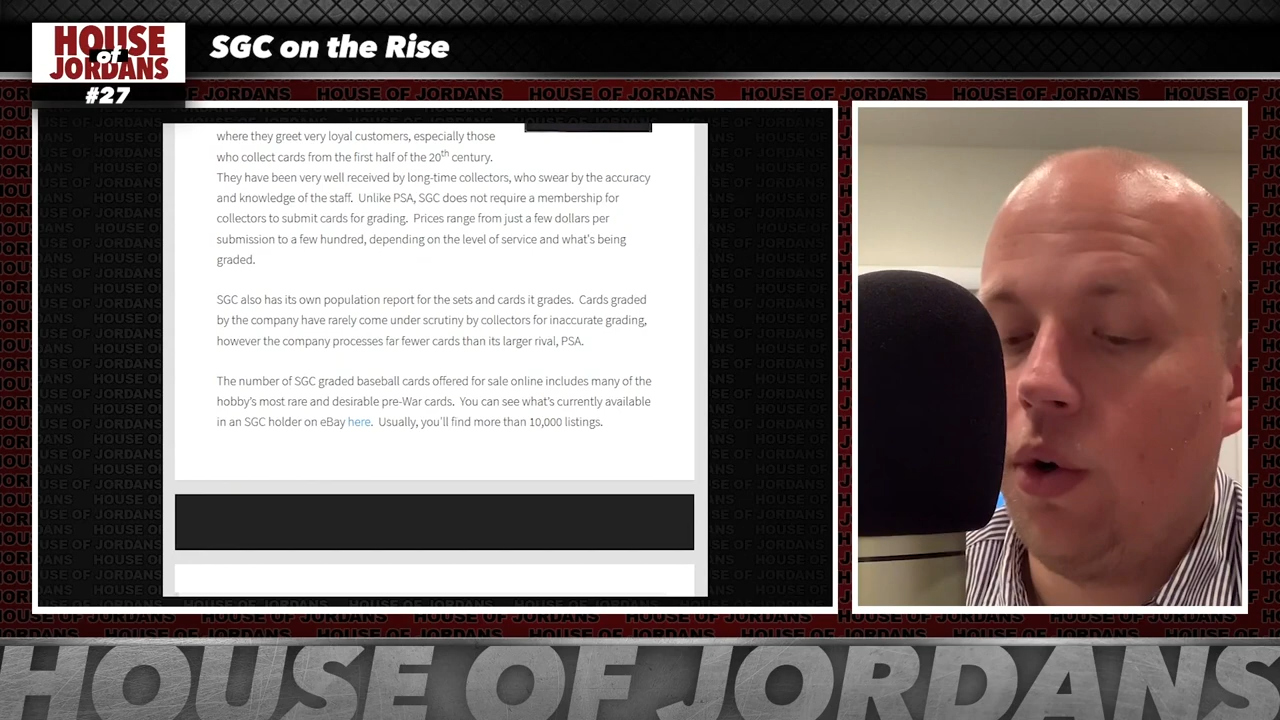 HOUSE
of
JORDANS
#27
SGC on the Rise
where they greet very loyal customers, especially those
who collect cards from the first half of the 20th century.
They have been very well received by long-time collectors, who swear by the accuracy
and knowledge of the staff.  Unlike PSA, SGC does not require a membership for
collectors to submit cards for grading.  Prices range from just a few dollars per
submission to a few hundred, depending on the level of service and what's being
graded.
SGC also has its own population report for the sets and cards it grades.  Cards graded
by the company have rarely come under scrutiny by collectors for inaccurate grading,
however the company processes far fewer cards than its larger rival, PSA.
The number of SGC graded baseball cards offered for sale online includes many of the
hobby's most rare and desirable pre-War cards.  You can see what's currently available
in an SGC holder on eBay here.  Usually, you'll find more than 10,000 listings.
HOUSE OF JORDANS